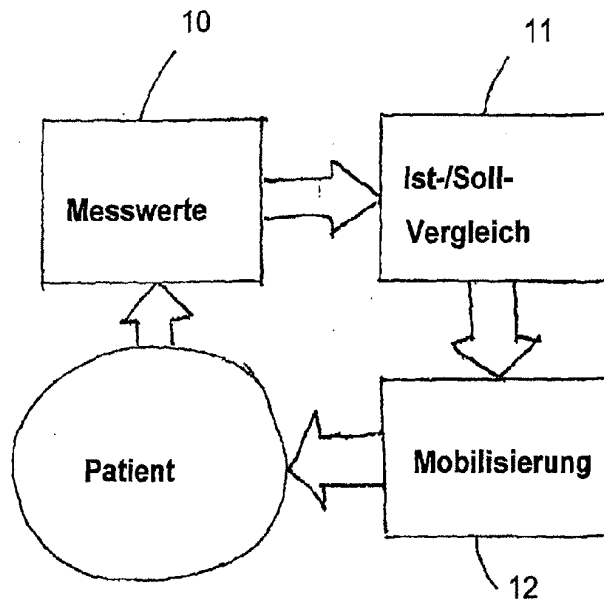 10
11
Messwerte
Ist-/Soll-
Vergleich
Patient
Mobilisierung
12